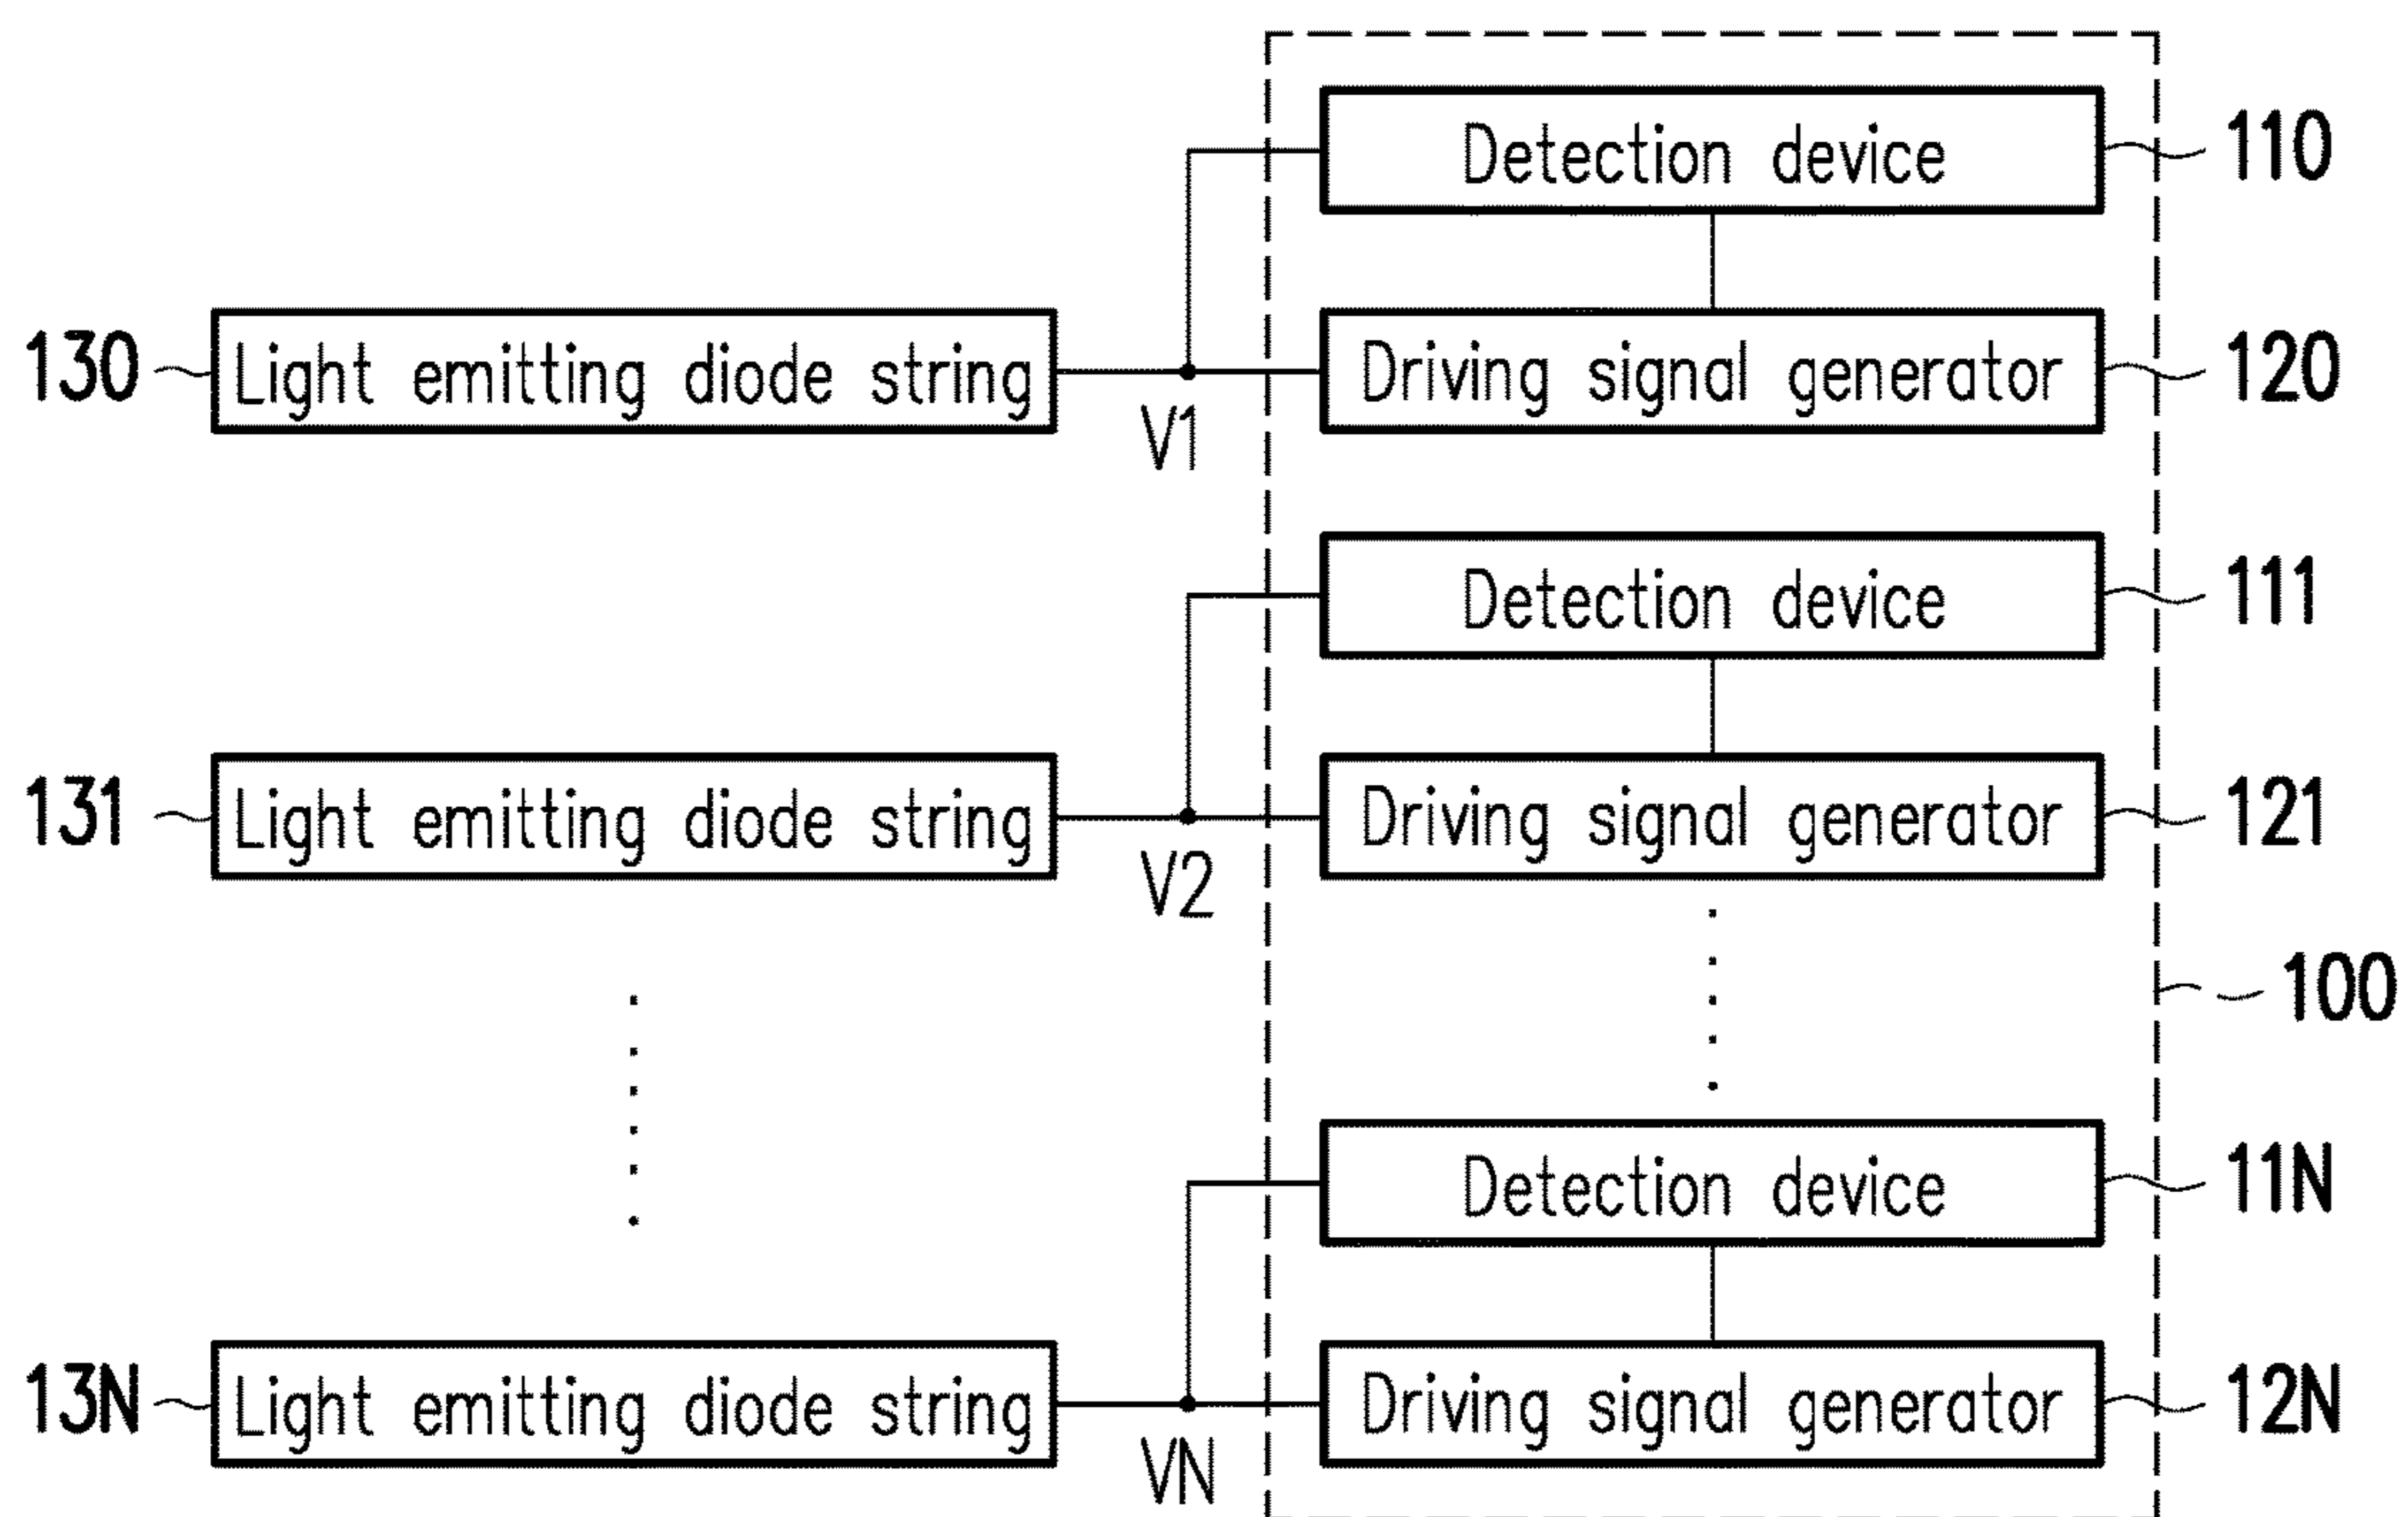 Detection device 110
130 Light emitting diode string Driving signal generator 120
V1
Detection device 111
131 Light emitting diode string Driving signal generator 121
V2
100
Detection device 11N
13N Light emitting diode string Driving signal generator 12N
VN